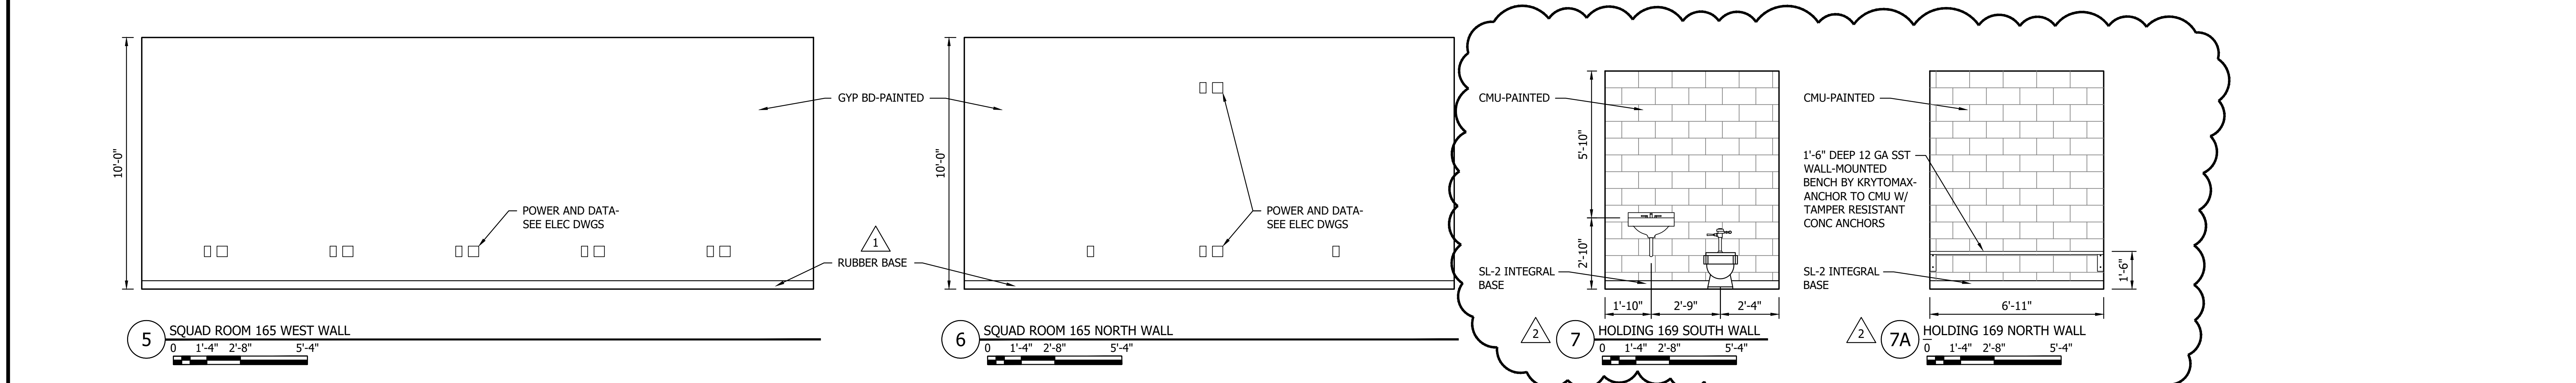 10'-0"
GYP BD-PAINTED
POWER AND DATA-
SEE ELEC DWGS
1
RUBBER BASE
5
SQUAD ROOM 165 WEST WALL
0 1'-4" 2'-8" 5'-4"
10'-0"
POWER AND DATA-
SEE ELEC DWGS
6
SQUAD ROOM 165 NORTH WALL
0 1'-4" 2'-8" 5'-4"
CMU-PAINTED
5'-10"
2'-10"
SL-2 INTEGRAL
BASE
1'-10" 2'-9" 2'-4"
2
7
HOLDING 169 SOUTH WALL
0 1'-4" 2'-8" 5'-4"
CMU-PAINTED
1'-6" DEEP 12 GA SST
WALL-MOUNTED
BENCH BY KRYTOMAX-
ANCHOR TO CMU W/
TAMPER RESISTANT
CONC ANCHORS
SL-2 INTEGRAL
BASE
1'-6"
6'-11"
2
7A
HOLDING 169 NORTH WALL
0 1'-4" 2'-8" 5'-4"